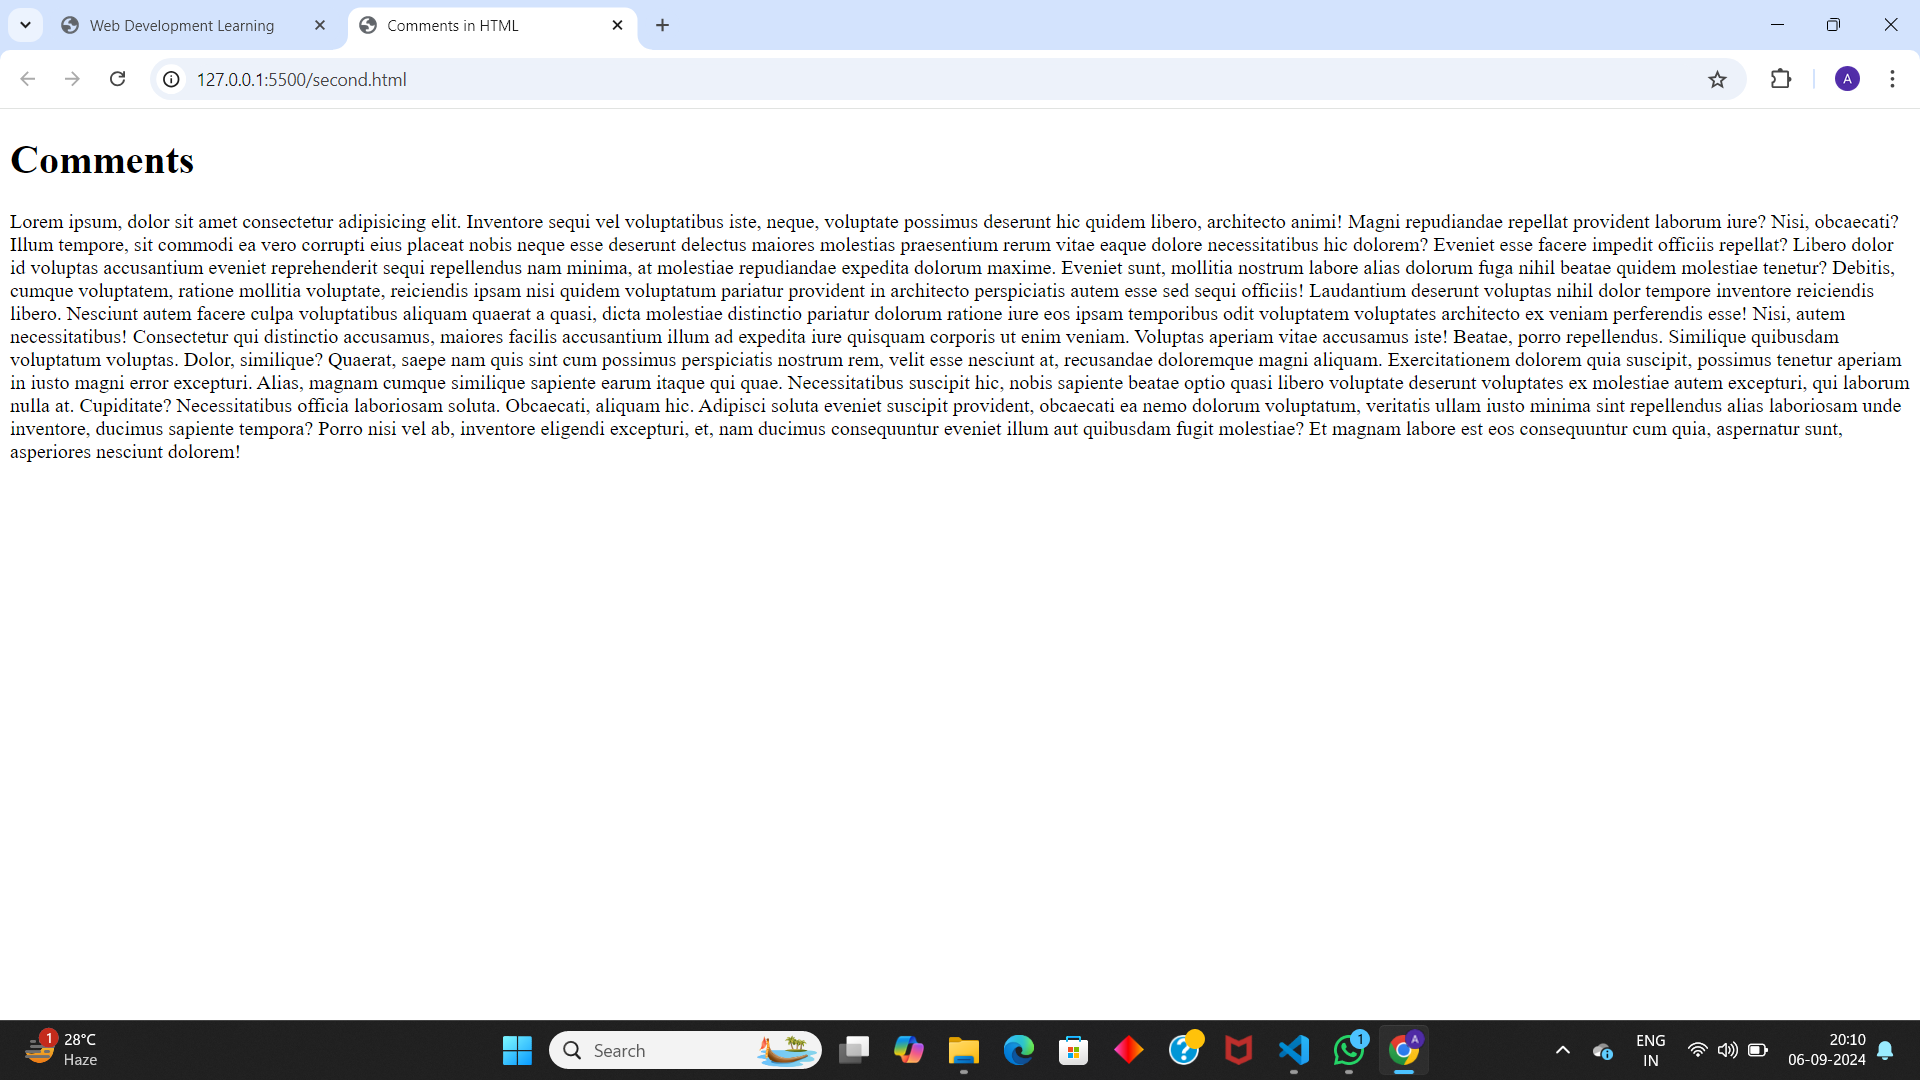 Web Development Learning
Comments in HTML
127.0.0.1:5500/second.html
A
Comments
Lorem ipsum, dolor sit amet consectetur adipisicing elit. Inventore sequi vel voluptatibus iste, neque, voluptate possimus deserunt hic quidem libero, architecto animi! Magni repudiandae repellat provident laborum iure? Nisi, obcaecati?
Illum tempore, sit commodi ea vero corrupti eius placeat nobis neque esse deserunt delectus maiores molestias praesentium rerum vitae eaque dolore necessitatibus hic dolorem? Eveniet esse facere impedit officiis repellat? Libero dolor
id voluptas accusantium eveniet reprehenderit sequi repellendus nam minima, at molestiae repudiandae expedita dolorum maxime. Eveniet sunt, mollitia nostrum labore alias dolorum fuga nihil beatae quidem molestiae tenetur? Debitis,
cumque voluptatem, ratione mollitia voluptate, reiciendis ipsam nisi quidem voluptatum pariatur provident in architecto perspiciatis autem esse sed sequi officiis! Laudantium deserunt voluptas nihil dolor tempore inventore reiciendis
libero. Nesciunt autem facere culpa voluptatibus aliquam quaerat a quasi, dicta molestiae distinctio pariatur dolorum ratione iure eos ipsam temporibus odit voluptatem voluptates architecto ex veniam perferendis esse! Nisi, autem
necessitatibus! Consectetur qui distinctio accusamus, maiores facilis accusantium illum ad expedita iure quisquam corporis ut enim veniam. Voluptas aperiam vitae accusamus iste! Beatae, porro repellendus. Similique quibusdam
voluptatum voluptas. Dolor, similique? Quaerat, saepe nam quis sint cum possimus perspiciatis nostrum rem, velit esse nesciunt at, recusandae doloremque magni aliquam. Exercitationem dolorem quia suscipit, possimus tenetur aperiam
in iusto magni error excepturi. Alias, magnam cumque similique sapiente earum itaque qui quae. Necessitatibus suscipit hic, nobis sapiente beatae optio quasi libero voluptate deserunt voluptates ex molestiae autem excepturi, qui laborum
nulla at. Cupiditate? Necessitatibus officia laboriosam soluta. Obcaecati, aliquam hic. Adipisci soluta eveniet suscipit provident, obcaecati ea nemo dolorum voluptatum, veritatis ullam iusto minima sint repellendus alias laboriosam unde
inventore, ducimus sapiente tempora? Porro nisi vel ab, inventore eligendi excepturi, et, nam ducimus consequuntur eveniet illum aut quibusdam fugit molestiae? Et magnam labore est eos consequuntur cum quia, aspernatur sunt,
asperiores nesciunt dolorem!
1
28°C
Haze
Search
1
A
ENG
IN
20:10
06-09-2024